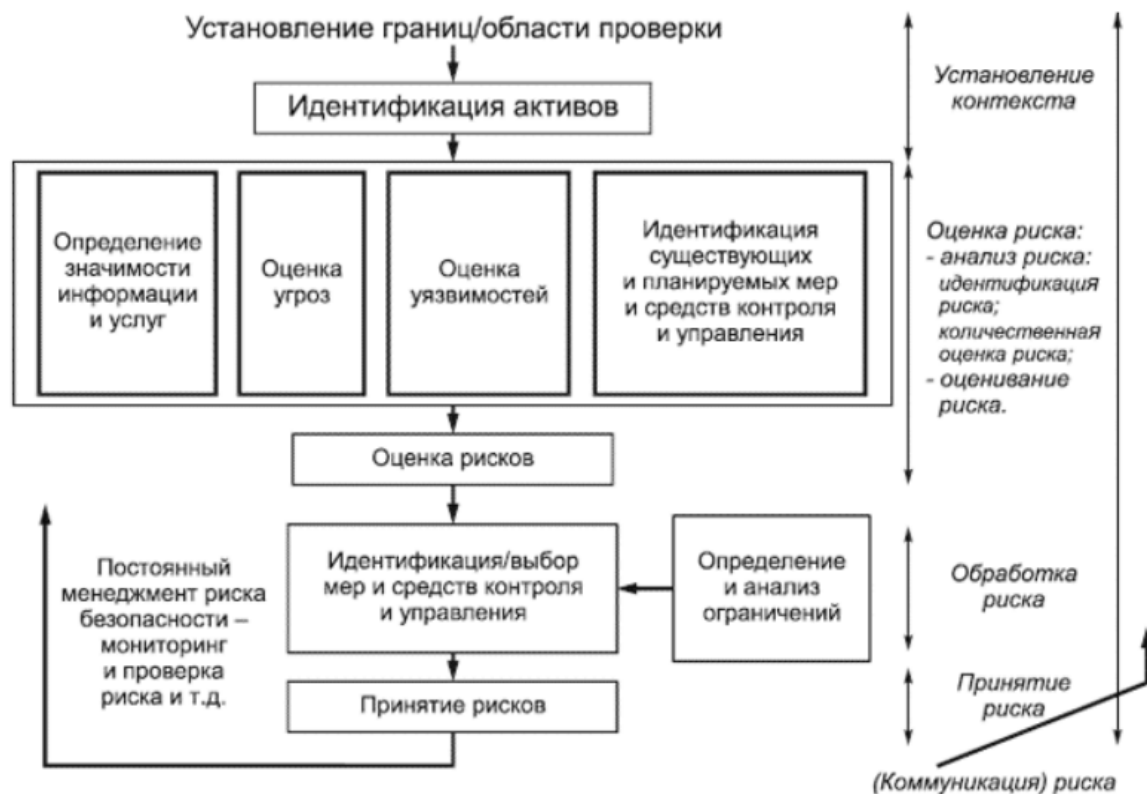 Установление границ/области проверки
Идентификация активов
Определение
значимости
информации
и услуг
Оценка
угроз
Оценка
уязвимостей
Идентификация
существующих
и планируемых мер
и средств контроля
и управления
Оценка рисков
Идентификация/выбор
мер и средств контроля
и управления
Определение
и анализ
ограничений
Принятие рисков
Постоянный
менеджмент риска
безопасности –
мониторинг
и проверка
риска и т.д.
Установление
контекста
Оценка риска:
- анализ риска:
идентификация
риска;
количественная
оценка риска;
- оценивание
риска.
Обработка
риска
Принятие
риска
(Коммуникация) риска